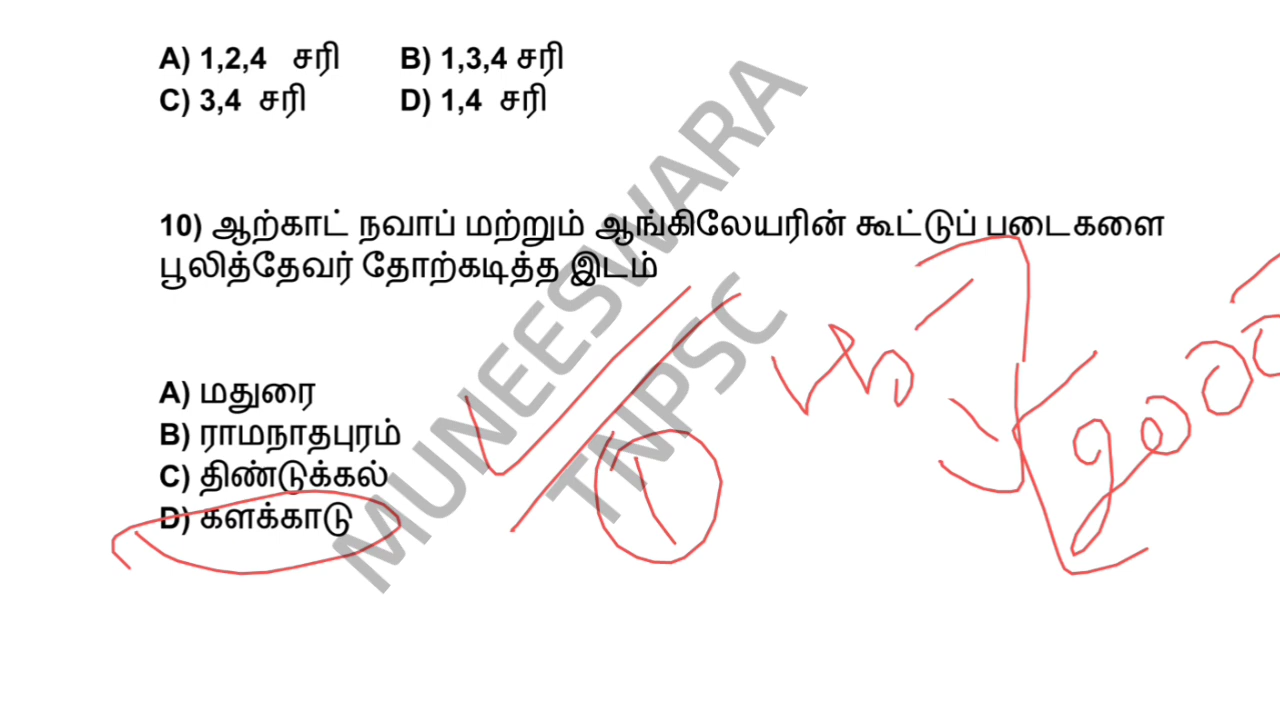 A) 1,2,4 சரி B) 1,3,4 சரி
C) 3,4 சரி D) 1,4 சரி
10) ஆற்காட் நவாப் மற்றும் ஆங்கிலேயரின் கூட்டுப் படைகளை
பூலித்தேவர் தோற்கடித்த இடம்
A) மதுரை
B) ராமநாதபுரம்
C) திண்டுக்கல்
D) களக்காடு
MUNEESWARA
TNPSC